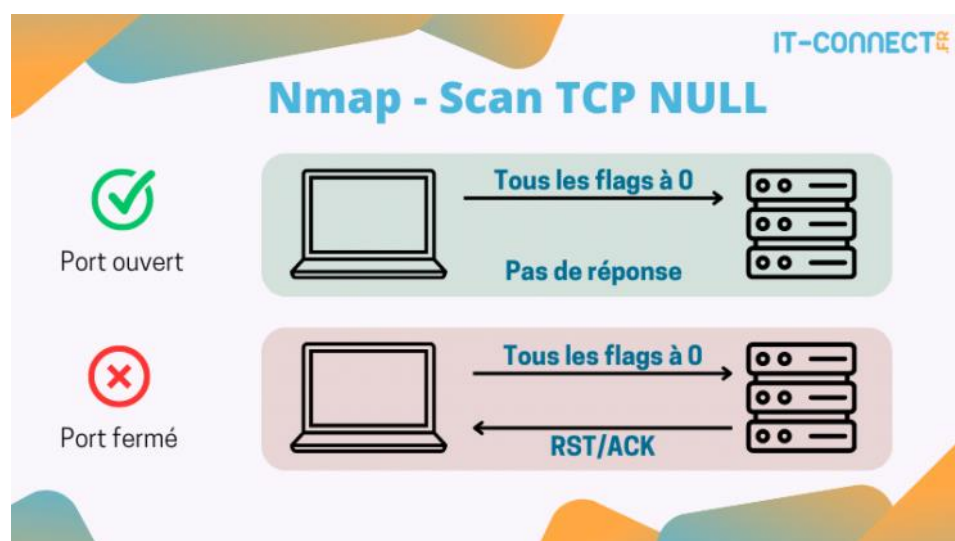 IT-CONNECT.FR
Nmap - Scan TCP NULL
Port ouvert
Tous les flags à 0
Pas de réponse
Port fermé
Tous les flags à 0
RST/ACK